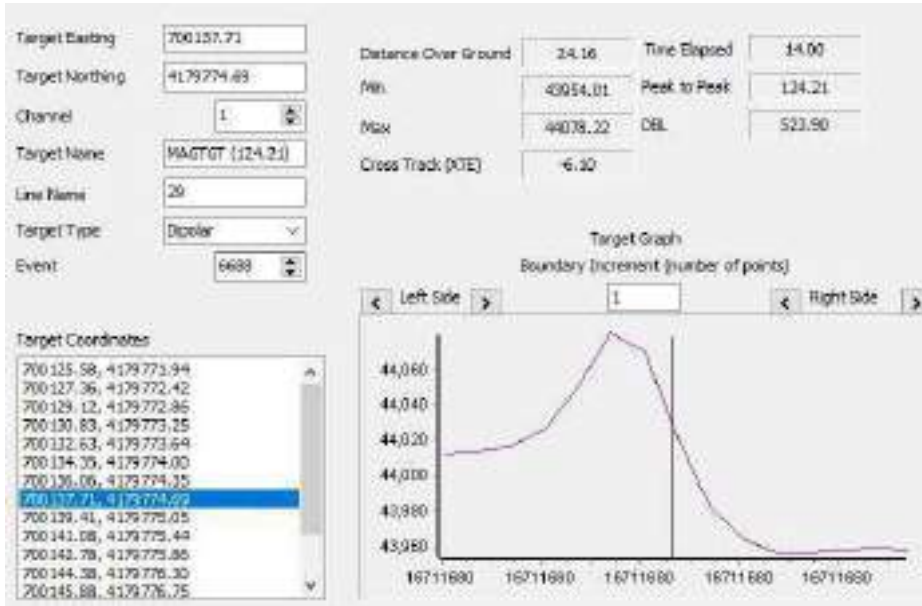 Target Easting 700137.71
Target Northing 4179774.69
Channel 1
Target Name MAGTGT (124.21)
Line Name 29
Target Type Dipolar
Event 6688
Distance Over Ground 24.16 Time Elapsed 14.00
Min 43954.01 Peak to Peak 124.21
Max 44078.22 DBL 523.90
Cross Track (XTE) -6.10
Target Graph
Boundary Increment (number of points)
< Left Side > 1 < Right Side >
Target Coordinates
700125.58, 4179771.94
700127.36, 4179772.42
700129.12, 4179772.86
700130.83, 4179773.25
700132.63, 4179773.64
700134.35, 4179774.00
700136.06, 4179774.35
700137.71, 4179774.69
700139.41, 4179775.05
700141.08, 4179775.44
700142.78, 4179775.86
700144.38, 4179776.30
700145.88, 4179776.75
44,060
44,040
44,020
44,000
43,980
43,960
16711680 16711680 16711680 16711680 16711680